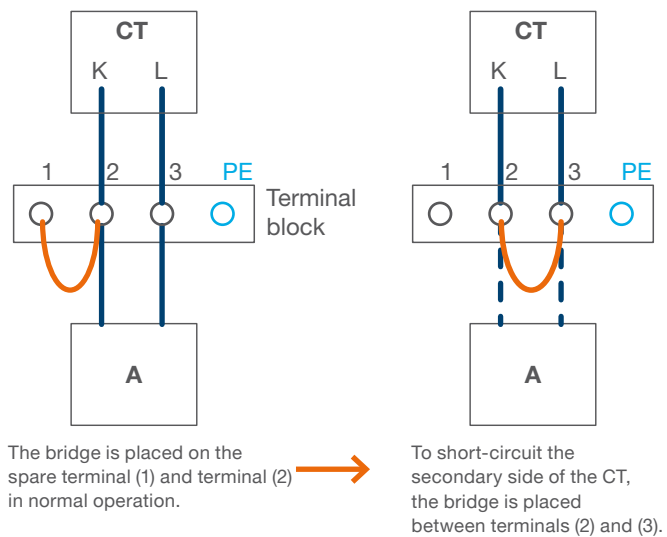 CT
K L
1 2 3 PE
Terminal
block
A
The bridge is placed on the
spare terminal (1) and terminal (2)
in normal operation.
CT
K L
1 2 3 PE
A
To short-circuit the
secondary side of the CT,
the bridge is placed
between terminals (2) and (3).